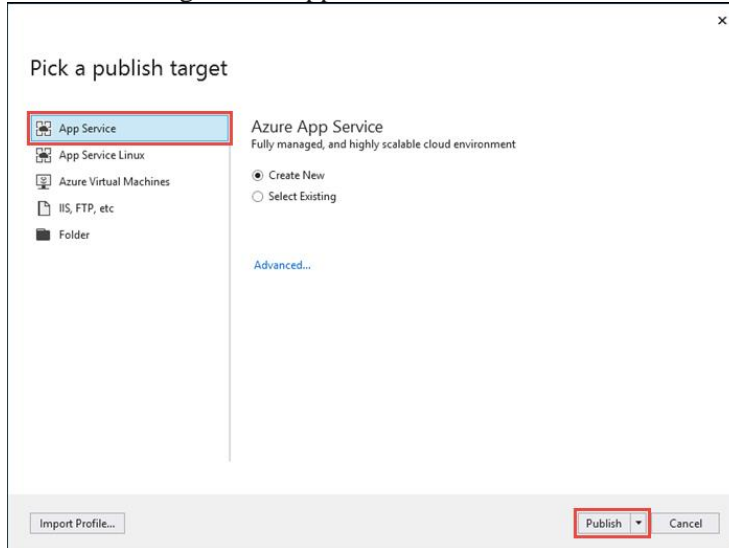 Pick a publish target
App Service
App Service Linux
Azure Virtual Machines
IIS, FTP, etc
Folder
Azure App Service
Fully managed, and highly scalable cloud environment
Create New
Select Existing
Advanced...
Import Profile...
Publish
Cancel